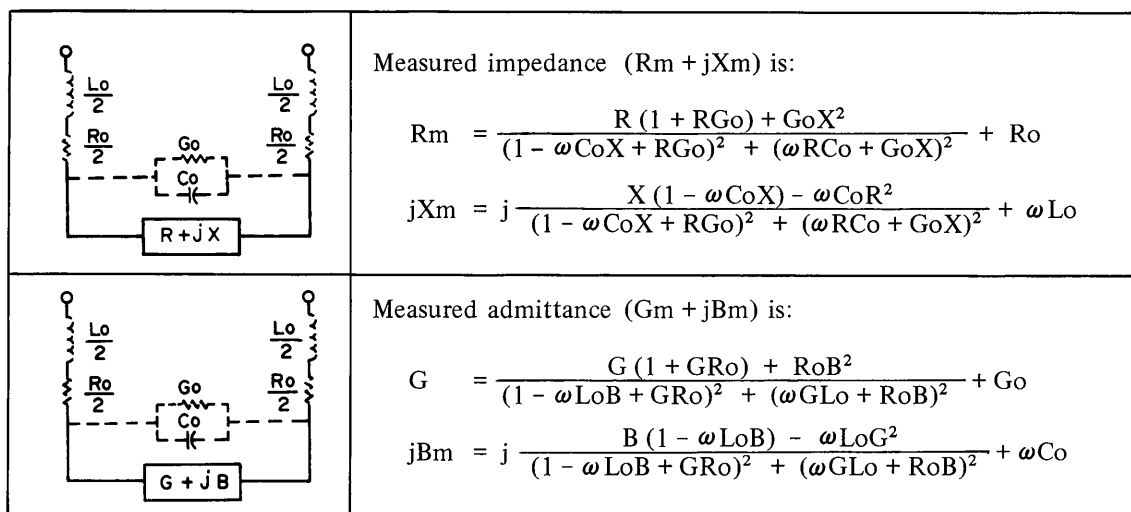 Lo/2 Lo/2
Ro/2 Go Ro/2
Co
R + j X
Measured impedance (Rm + jXm) is:
Rm = R (1 + RGo) + GoX² / (1 - ωCoX + RGo)² + (ωRCo + GoX)² + Ro
jXm = j X (1 - ωCoX) - ωCoR² / (1 - ωCoX + RGo)² + (ωRCo + GoX)² + ωLo
Lo/2 Lo/2
Ro/2 Go Ro/2
Co
G + j B
Measured admittance (Gm + jBm) is:
G = G (1 + GRo) + RoB² / (1 - ωLoB + GRo)² + (ωGLo + RoB)² + Go
jBm = j B (1 - ωLoB) - ωLoG² / (1 - ωLoB + GRo)² + (ωGLo + RoB)² + ωCo